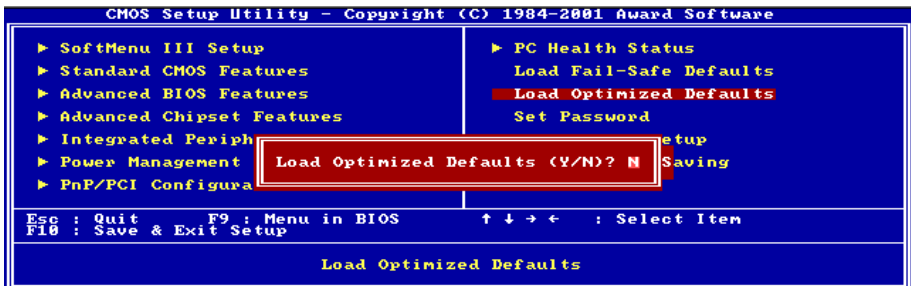 CMOS Setup Utility - Copyright (C) 1984-2001 Award Software
► SoftMenu III Setup
► Standard CMOS Features
► Advanced BIOS Features
► Advanced Chipset Features
► Integrated Periph
► Power Management
► PnP/PCI Configura
► PC Health Status
Load Fail-Safe Defaults
Load Optimized Defaults
Set Password
etup
Saving
Load Optimized Defaults (Y/N)? N
Esc : Quit F9 : Menu in BIOS ↑ ↓ → ← : Select Item
F10 : Save & Exit Setup
Load Optimized Defaults